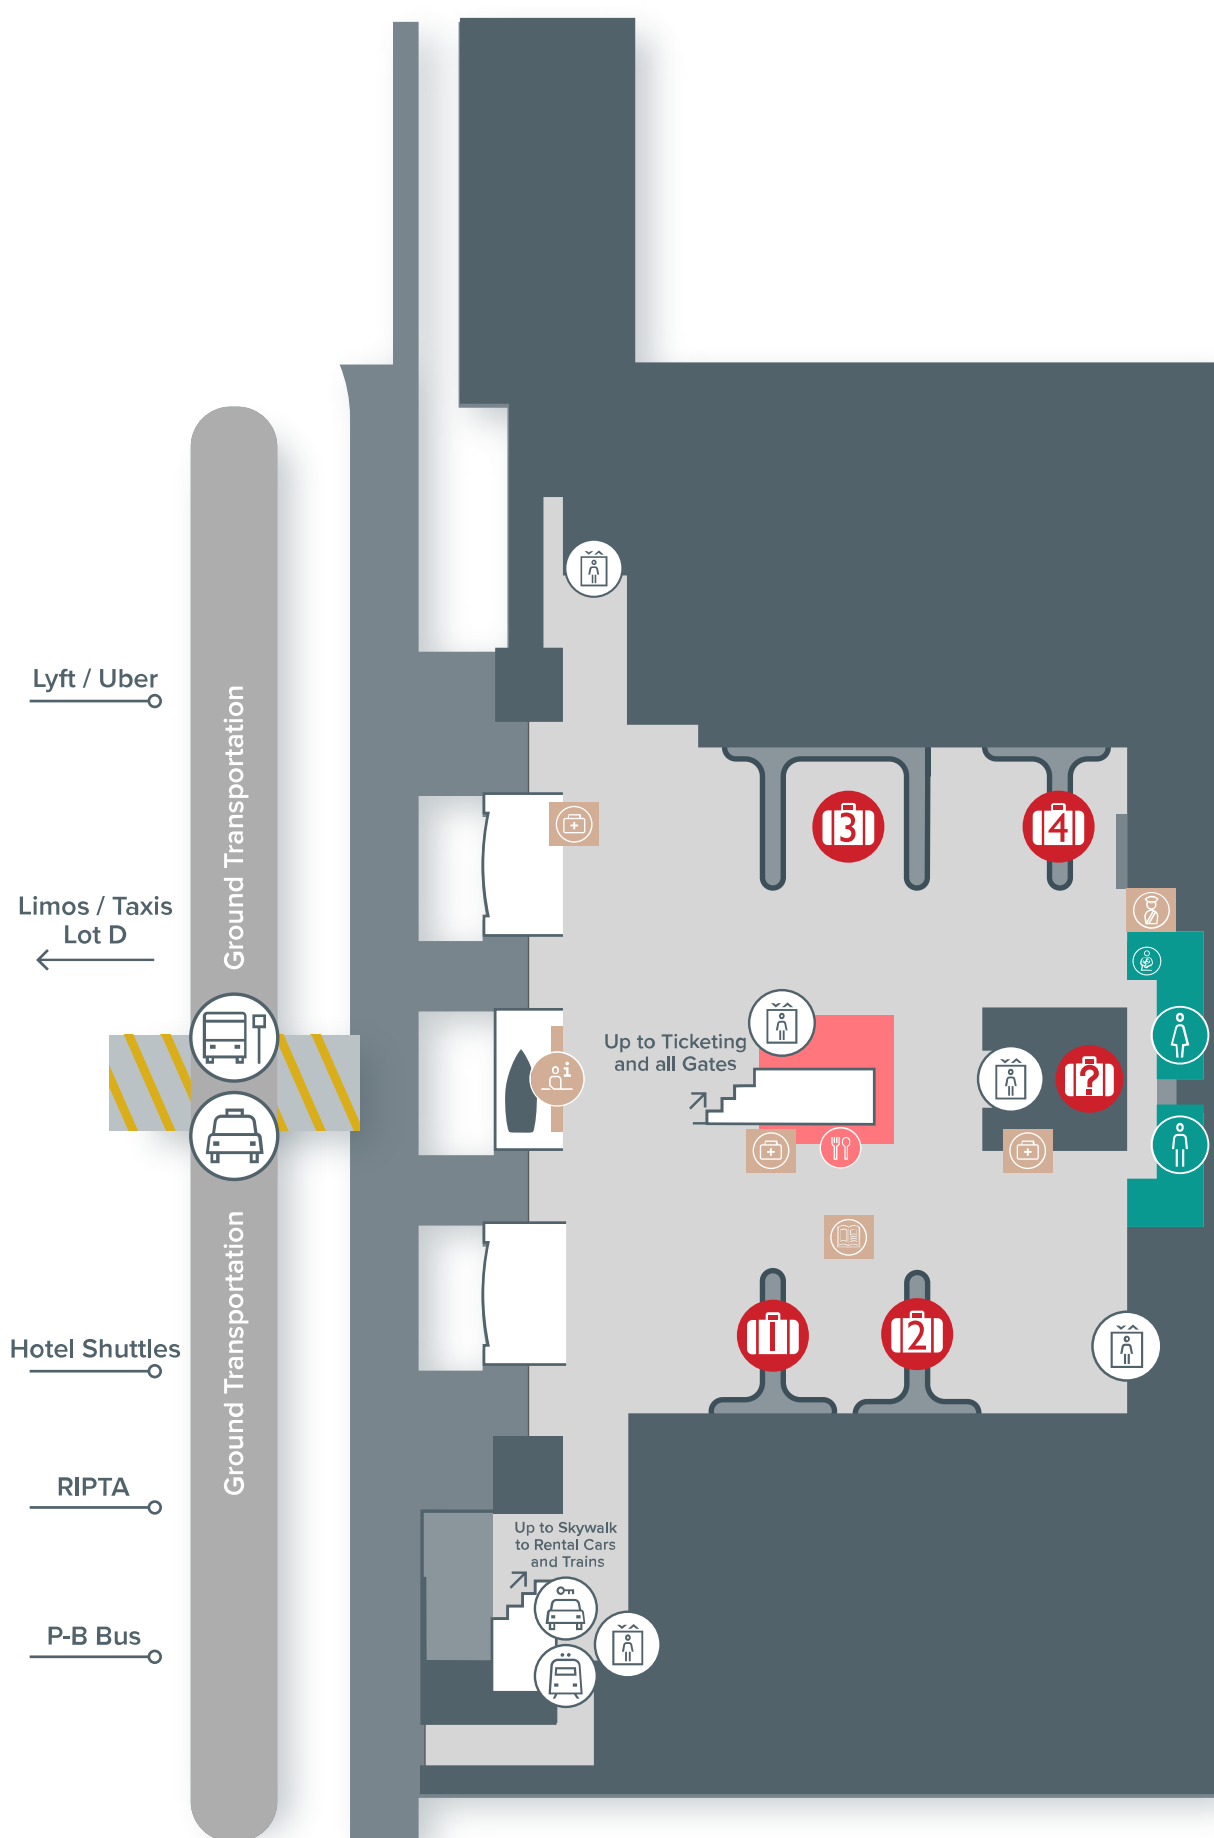 Lyft / Uber
Ground Transportation
3
4
Limos / Taxis
Lot D
Up to Ticketing
and all Gates
i
?
Ground Transportation
1
2
Hotel Shuttles
RIPTA
Up to Skywalk
to Rental Cars
and Trains
P-B Bus